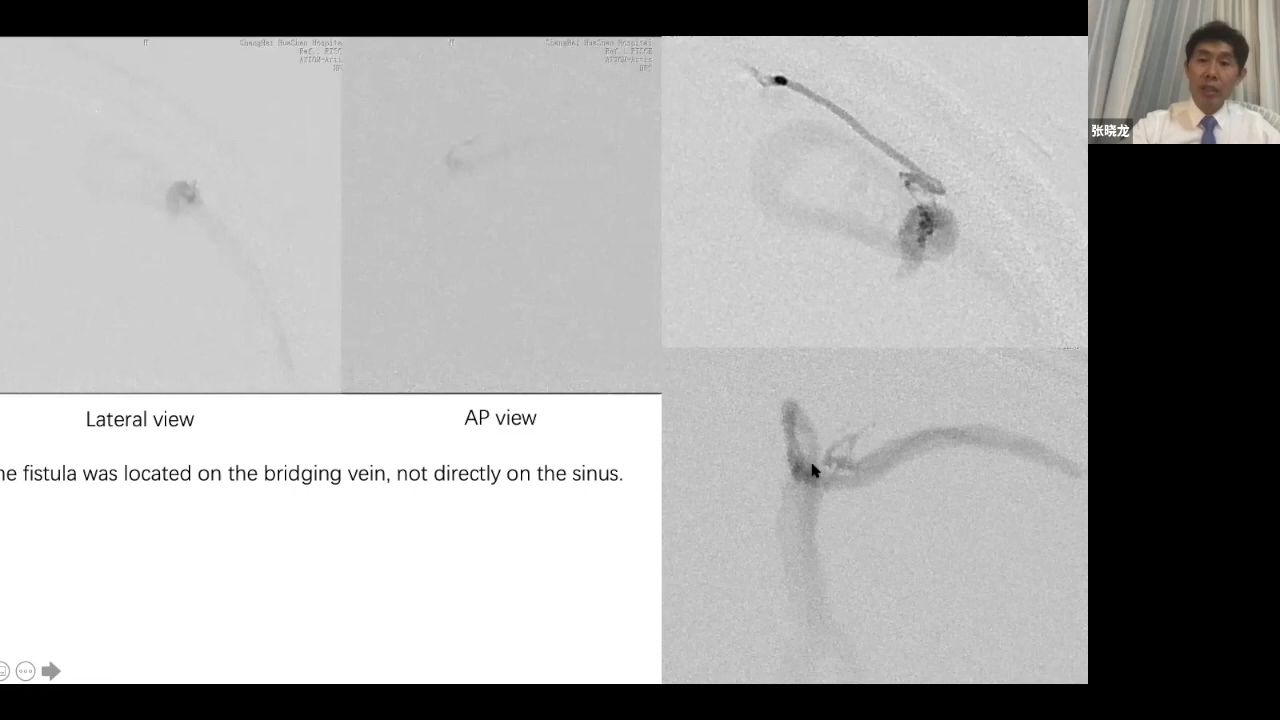 张晓龙
Lateral view
AP view
he fistula was located on the bridging vein, not directly on the sinus.